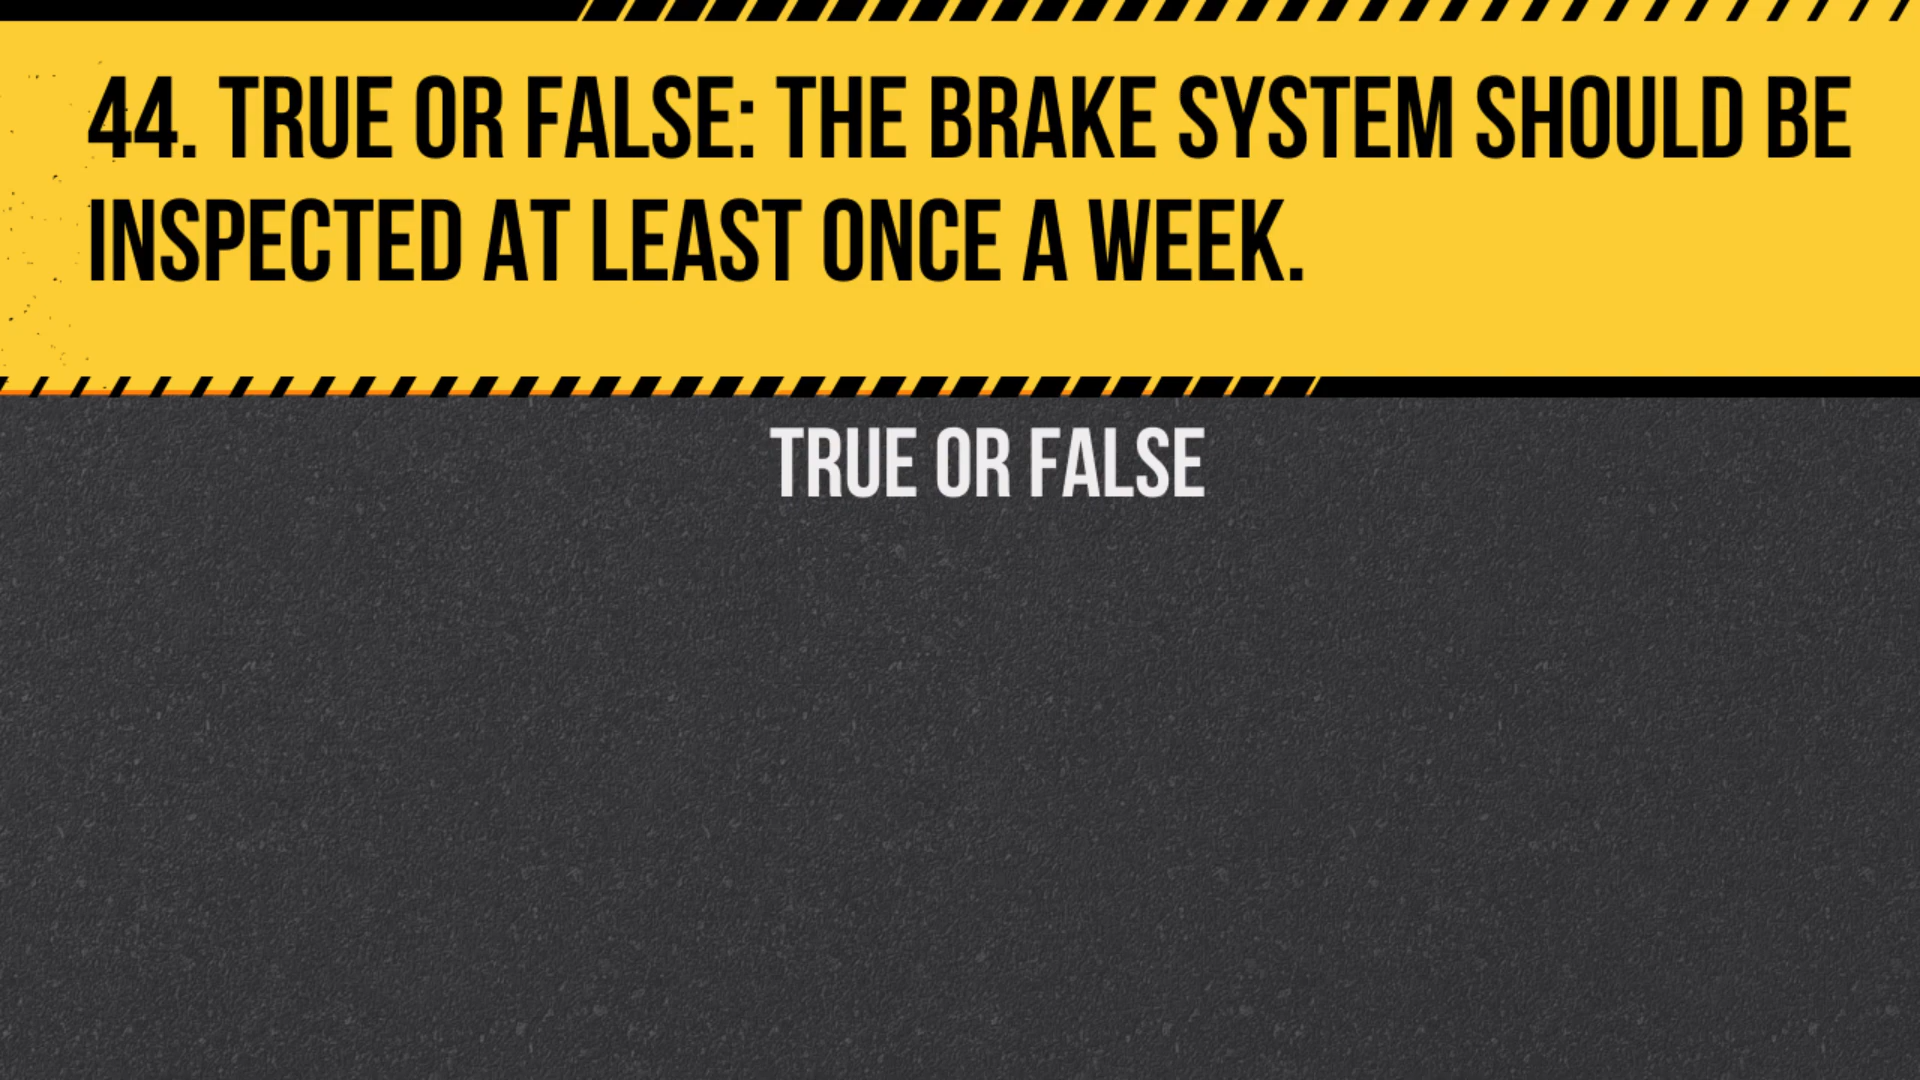 44. TRUE OR FALSE: THE BRAKE SYSTEM SHOULD BE
INSPECTED AT LEAST ONCE A WEEK.
TRUE OR FALSE